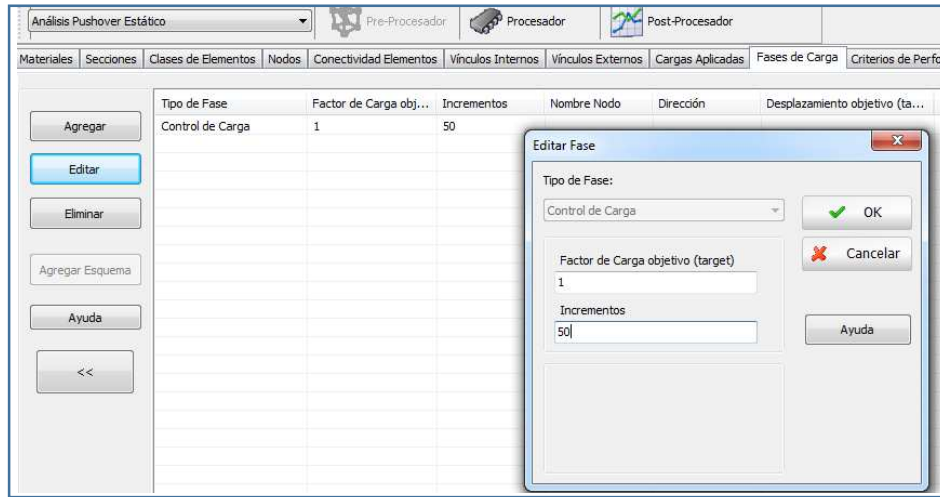 Análisis Pushover Estático
Pre-Procesador
Procesador
Post-Procesador
Materiales Secciones Clases de Elementos Nodos Conectividad Elementos Vínculos Internos Vínculos Externos Cargas Aplicadas Fases de Carga Criterios de Perfo
Tipo de Fase Factor de Carga obj... Incrementos Nombre Nodo Dirección Desplazamiento objetivo (ta...
Agregar
Control de Carga 1 50
Editar
Eliminar
Agregar Esquema
Ayuda
<<
Editar Fase
Tipo de Fase:
Control de Carga
OK
Cancelar
Factor de Carga objetivo (target)
1
Incrementos
50
Ayuda